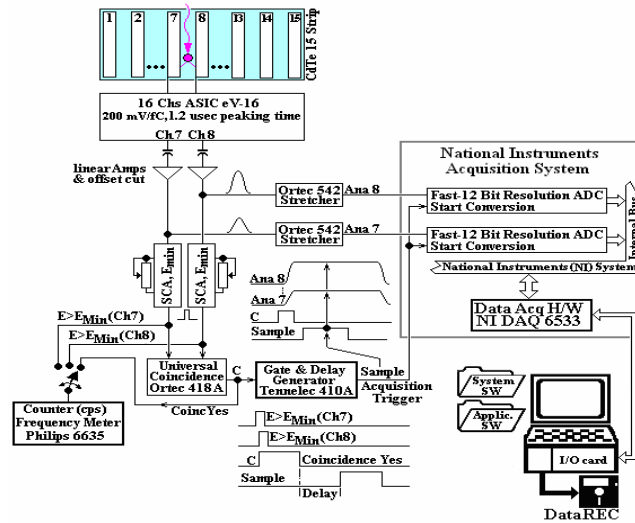 1 2 7 8 13 14 15
CdTe 15 Strip
16 Chs ASIC eV-16
200 mV/fC,1.2 usec peaking time
Ch7 Ch8
linear Amps
& offset cut
National Instruments
Acquisition System
Ortec 542
Stretcher
Ana 8
Fast-12 Bit Resolution ADC
Start Conversion
Ortec 542
Stretcher
Ana 7
Fast-12 Bit Resolution ADC
Start Conversion
Internal Bus
National Instruments (NI) System
SCA, Emin
SCA, Emin
Ana 8
Ana 7
C
Sample
Data Acq H/W
NI DAQ 6533
E>EMin(Ch7)
E>EMin(Ch8)
Universal
Coincidence
Ortec 418A
C
Gate & Delay
Generator
Tennelec 410A
Sample
Acquisition
Trigger
CoincYes
Counter (cps)
Frequency Meter
Philips 6635
System
SW
Applic.
SW
E>EMin(Ch7)
E>EMin(Ch8)
C
Coincidence Yes
Sample
Delay
I/O card
DataREC